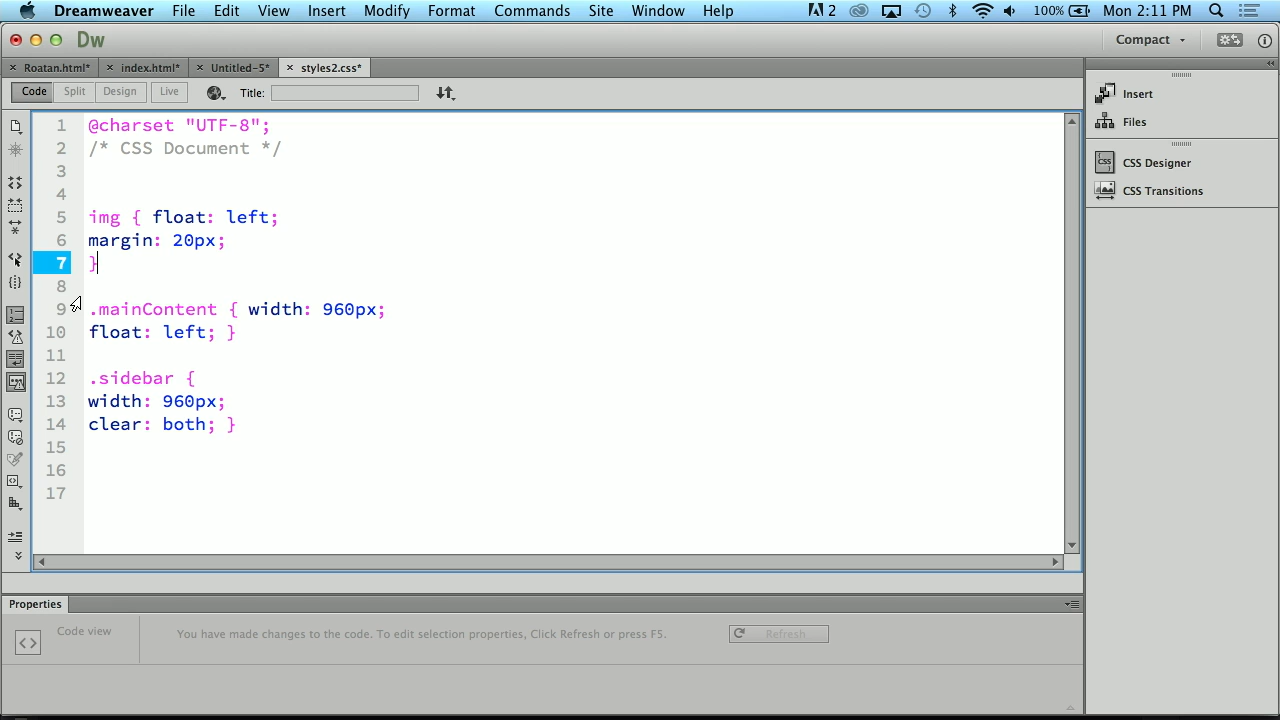 Dreamweaver File Edit View Insert Modify Format Commands Site Window Help 2 100% Mon 2:11 PM
Dw Compact
Roatan.html* index.html* Untitled-5* styles2.css*
Code Split Design Live Title:
1 @charset "UTF-8";
2 /* CSS Document */
3
4
5 img { float: left;
6 margin: 20px;
7 }
8
9 .mainContent { width: 960px;
10 float: left; }
11
12 .sidebar {
13 width: 960px;
14 clear: both; }
15
16
17
Insert
Files
CSS Designer
CSS Transitions
Properties
Code view You have made changes to the code. To edit selection properties, Click Refresh or press F5. Refresh